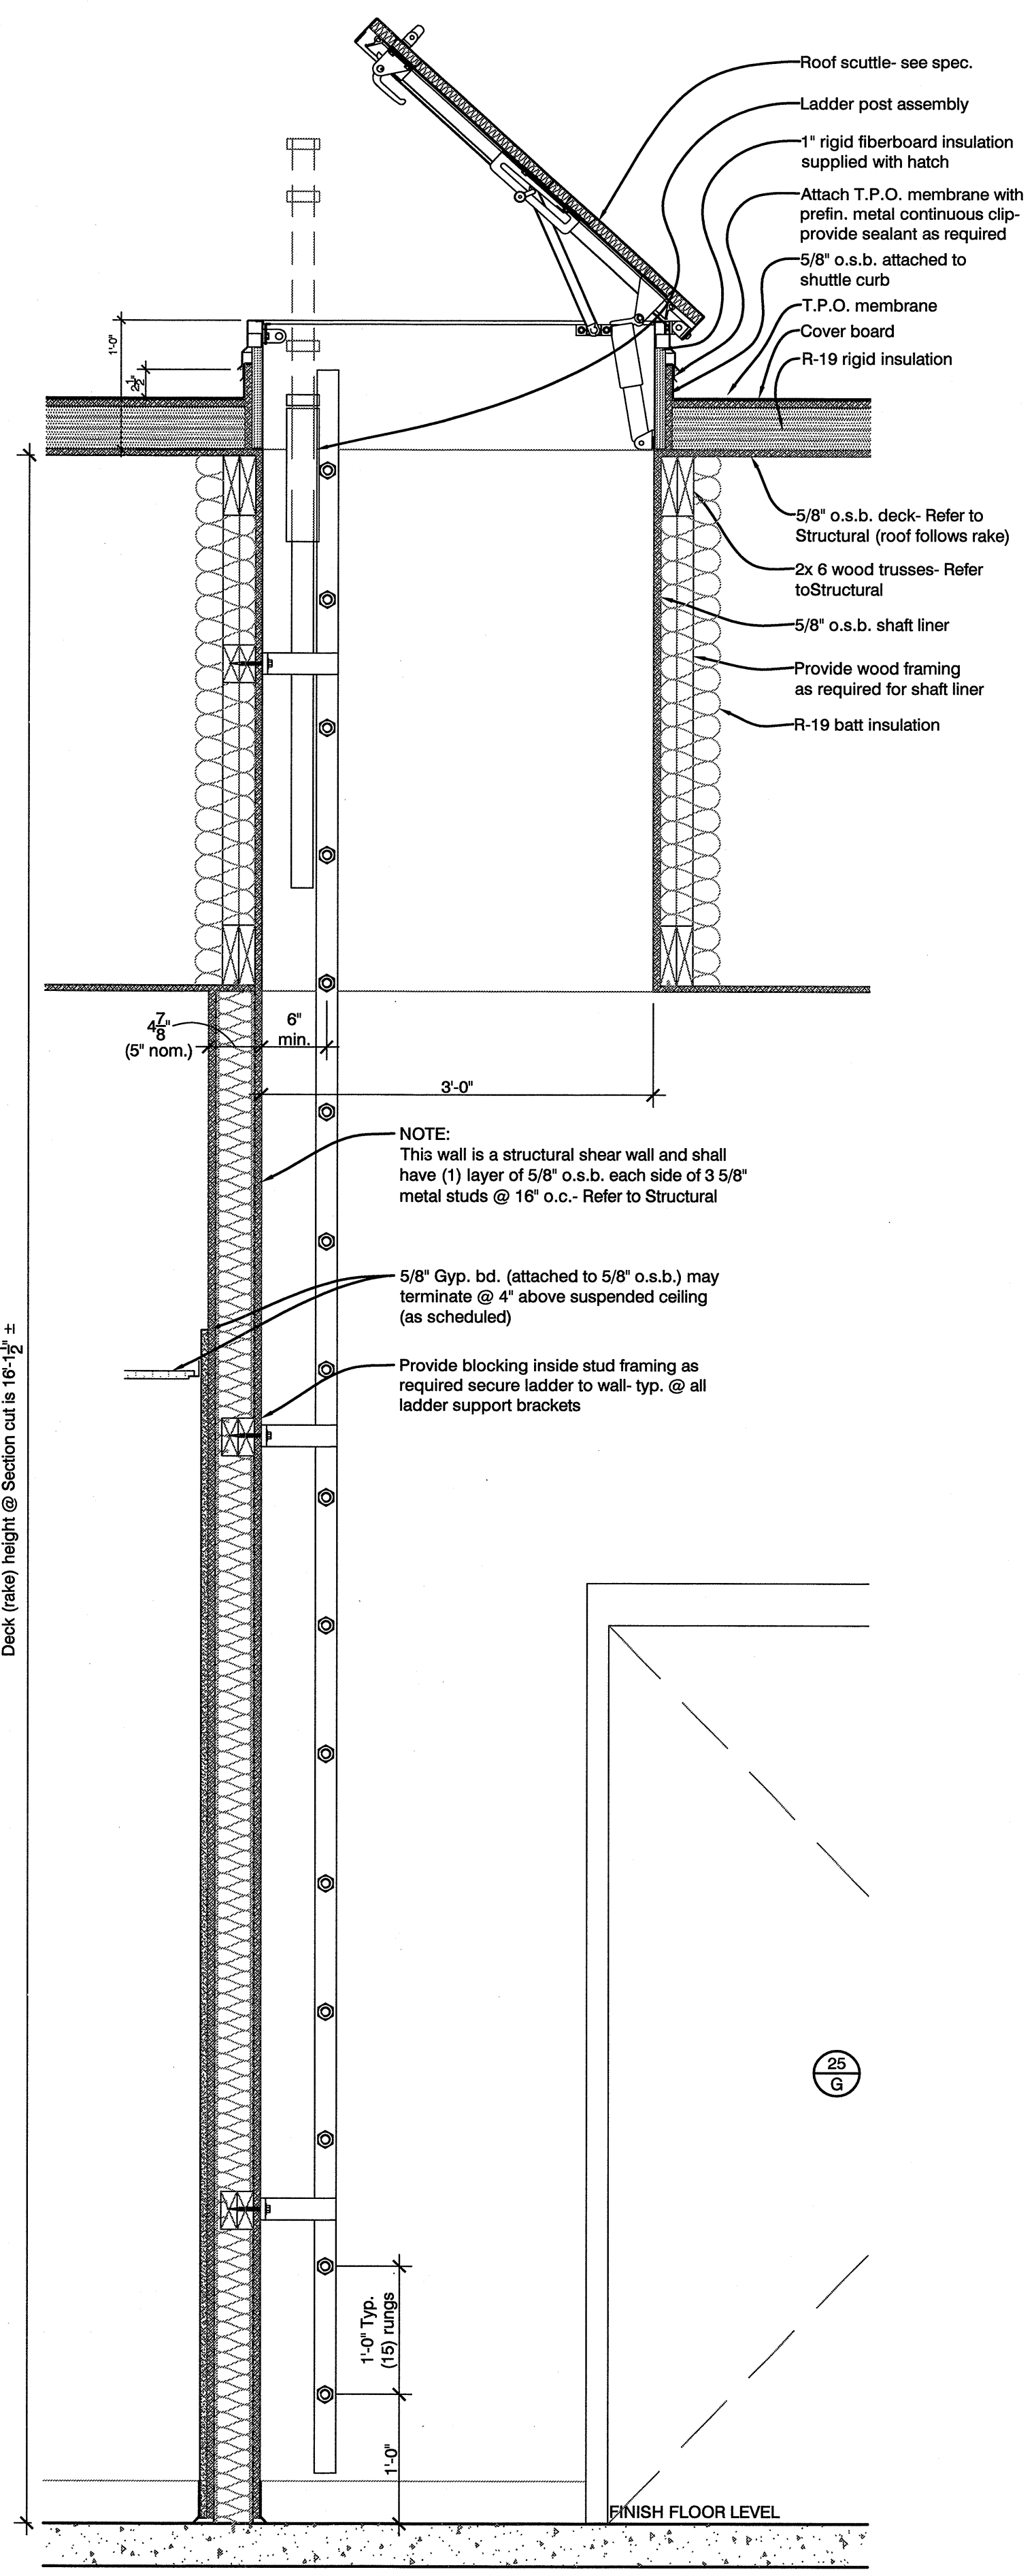 Roof scuttle- see spec.
Ladder post assembly
1" rigid fiberboard insulation
supplied with hatch
Attach T.P.O. membrane with
prefin. metal continuous clip-
provide sealant as required
5/8" o.s.b. attached to
shuttle curb
T.P.O. membrane
Cover board
R-19 rigid insulation
1'-0"
2 1/2"
5/8" o.s.b. deck- Refer to
Structural (roof follows rake)
2x 6 wood trusses- Refer
toStructural
5/8" o.s.b. shaft liner
Provide wood framing
as required for shaft liner
R-19 batt insulation
4 7/8"
(5" nom.)
6"
min.
3'-0"
NOTE:
This wall is a structural shear wall and shall
have (1) layer of 5/8" o.s.b. each side of 3 5/8"
metal studs @ 16" o.c.- Refer to Structural
5/8" Gyp. bd. (attached to 5/8" o.s.b.) may
terminate @ 4" above suspended ceiling
(as scheduled)
Provide blocking inside stud framing as
required secure ladder to wall- typ. @ all
ladder support brackets
Deck (rake) height @ Section cut is 16'-1 1/2" ±
25
G
1'-0" Typ.
(15) rungs
1'-0"
FINISH FLOOR LEVEL